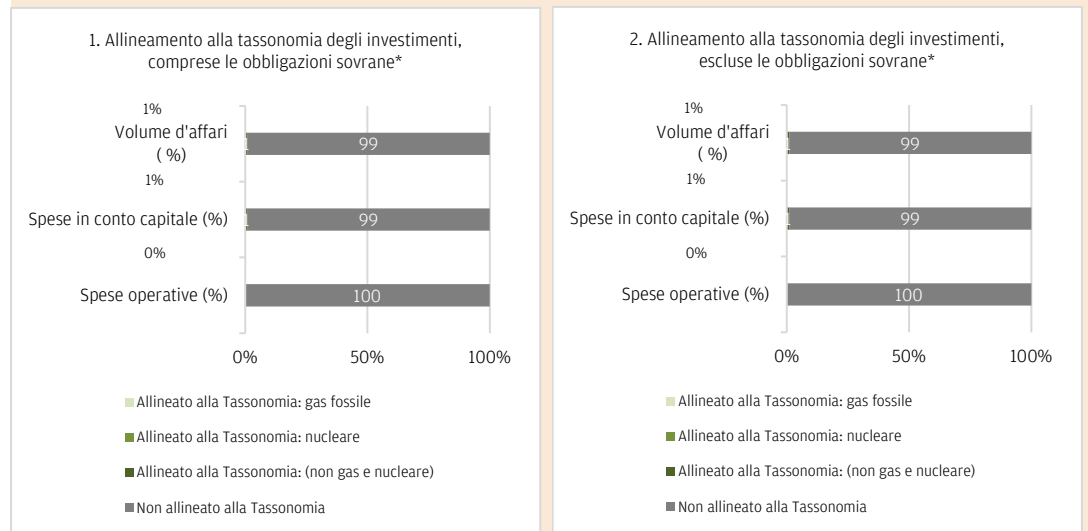 1. Allineamento alla tassonomia degli investimenti,
comprese le obbligazioni sovrane*
1%
Volume d'affari
( %)
1
99
1%
Spese in conto capitale (%)
1
99
0%
Spese operative (%)
100
0%
50%
100%
Allineato alla Tassonomia: gas fossile
Allineato alla Tassonomia: nucleare
Allineato alla Tassonomia: (non gas e nucleare)
Non allineato alla Tassonomia
2. Allineamento alla tassonomia degli investimenti,
escluse le obbligazioni sovrane*
1%
Volume d'affari
( %)
1
99
1%
Spese in conto capitale (%)
1
99
0%
Spese operative (%)
100
0%
50%
100%
Allineato alla Tassonomia: gas fossile
Allineato alla Tassonomia: nucleare
Allineato alla Tassonomia: (non gas e nucleare)
Non allineato alla Tassonomia